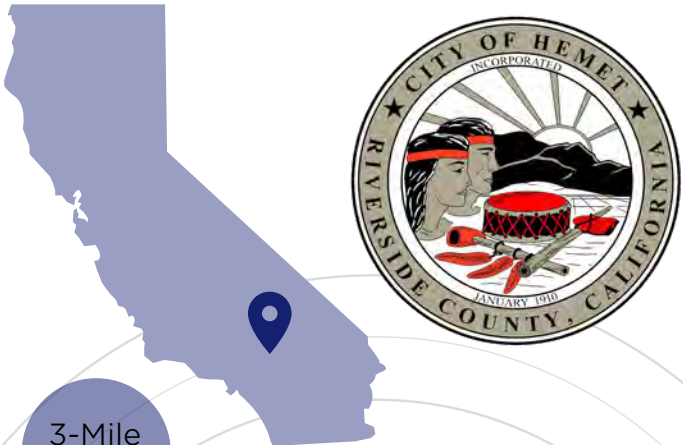 CITY OF HEMET
INCORPORATED
RIVERSIDE COUNTY, CALIFORNIA
JANUARY 1910
3-Mile